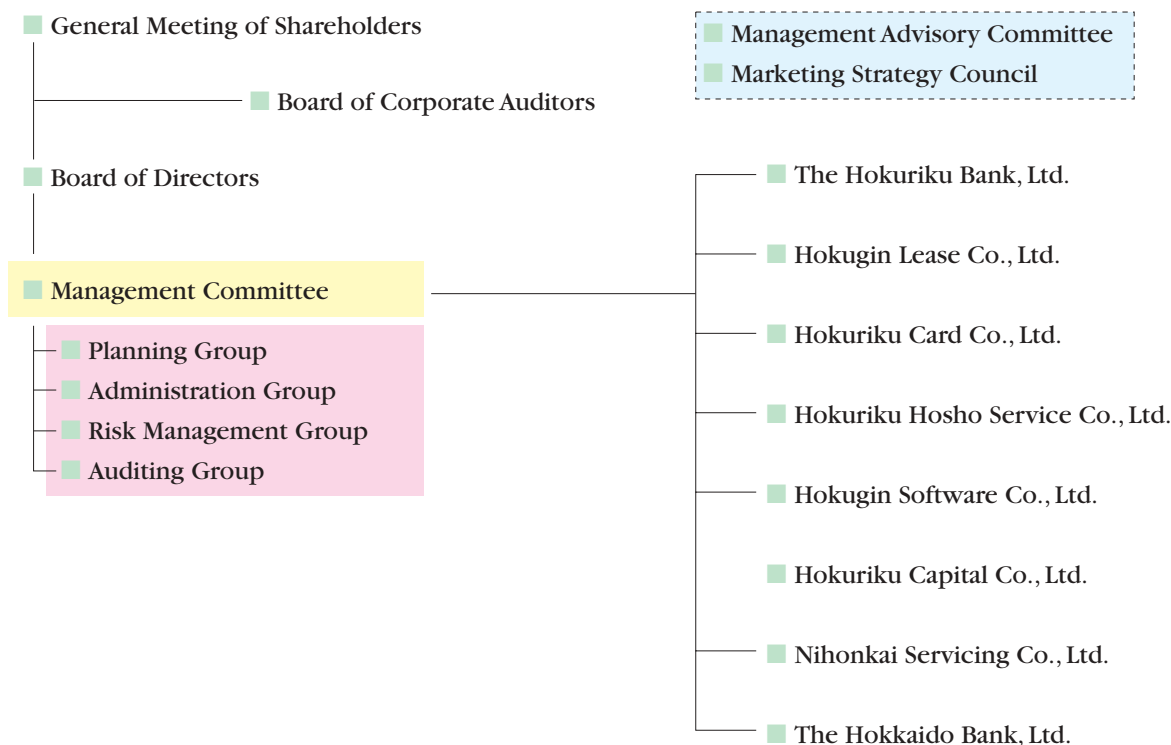 General Meeting of Shareholders
Board of Corporate Auditors
Board of Directors
Management Committee
Planning Group
Administration Group
Risk Management Group
Auditing Group
Management Advisory Committee
Marketing Strategy Council
The Hokuriku Bank, Ltd.
Hokugin Lease Co., Ltd.
Hokuriku Card Co., Ltd.
Hokuriku Hosho Service Co., Ltd.
Hokugin Software Co., Ltd.
Hokuriku Capital Co., Ltd.
Nihonkai Servicing Co., Ltd.
The Hokkaido Bank, Ltd.